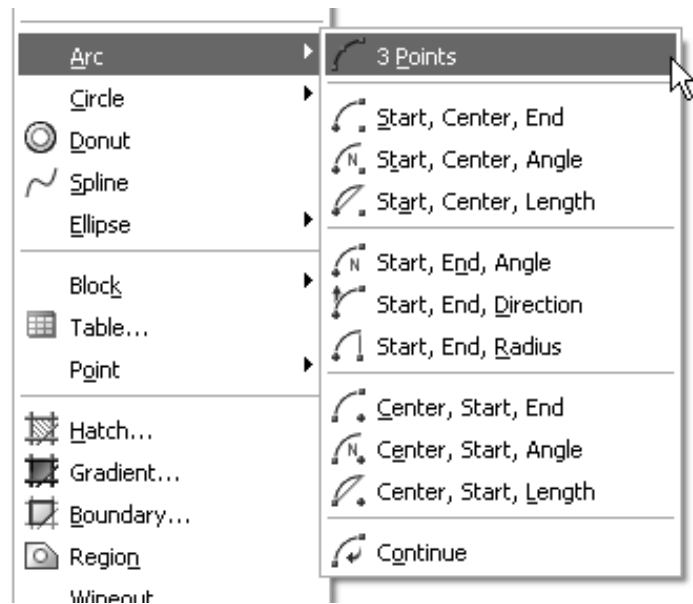 Arc
Circle
Donut
Spline
Ellipse
Block
Table...
Point
Hatch...
Gradient...
Boundary...
Region
Wipeout
3 Points
Start, Center, End
Start, Center, Angle
Start, Center, Length
Start, End, Angle
Start, End, Direction
Start, End, Radius
Center, Start, End
Center, Start, Angle
Center, Start, Length
Continue